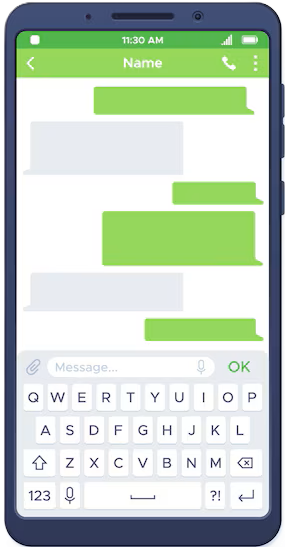 11:30 AM
Name
Message... OK
Q W E R T Y U I O P
A S D F G H J K L
Z X C V B N M
123 ?!